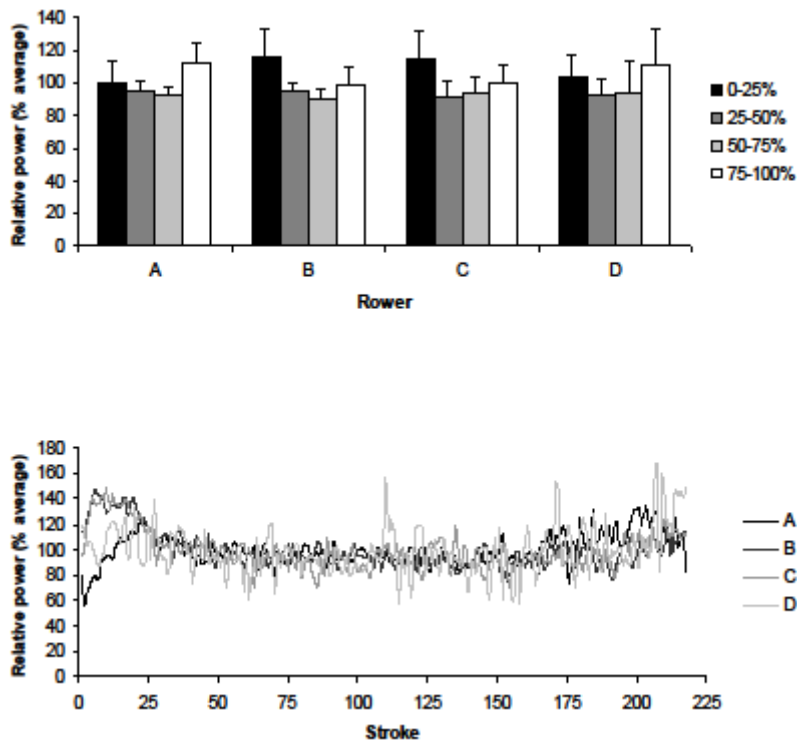 Relative power (% average)
140
120
100
80
60
40
20
0
A B C D
Rower
0-25%
25-50%
50-75%
75-100%
Relative power (% average)
180
160
140
120
100
80
60
40
20
0
0 25 50 75 100 125 150 175 200 225
Stroke
A
B
C
D